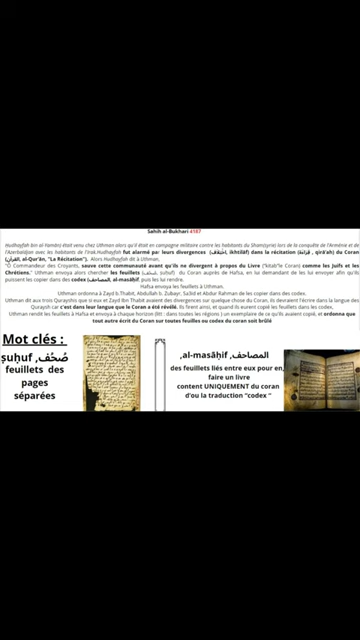 Sahih al-Bukhari 4987
Hudhayfah bin al-Yamân) était venu chez Uthman alors qu'il était en campagne militaire contre les habitants du Sham(syrie) lors de la conquête de l'Arménie et de
l'Azerbaïdjan avec les habitants de l'Irak.Hudhayfah fut alarmé par leurs divergences (اختلاف, ikhtilāf) dans la récitation (قراءة , qirā'ah) du Coran
(القرآن, al-Qur'ān, "La Récitation"). Alors Hudhayfah dit à Uthman,
"Ô Commandeur des Croyants, sauve cette communauté avant qu'ils ne divergent à propos du Livre ("kitab"le Coran) comme les Juifs et les
Chrétiens." Uthman envoya alors chercher les feuillets (صحف, ṣuḥuf) du Coran auprès de Hafsa, en lui demandant de les lui envoyer afin qu'ils
puissent les copier dans des codex (المصاحف, al-maṣāḥif, puis les lui rendre.
Hafsa envoya les feuillets à Uthman.
Uthman ordonna à Zayd b.Thabit, Abdullah b. Zubayr, Sa3id et Abdur Rahman de les copier dans des codex.
Uthman dit aux trois Qurayshs que si eux et Zayd Bin Thabit avaient des divergences sur quelque chose du Coran, ils devraient l'écrire dans la langue des
Quraysh car c'est dans leur langue que le Coran a été révélé. Ils firent ainsi, et quand ils eurent copié les feuillets dans les codex,
Uthman rendit les feuillets à Hafsa et envoya à chaque horizon (litt : dans toutes les régions ) un exemplaire de ce qu'ils avaient copié, et ordonna que
tout autre écrit du Coran sur toutes feuilles ou codex du coran soit brûlé
Mot clés :
ṣuḥuf ,صُحُف
feuillets des
pages
séparées
,al-maṣāḥif ,المصاحف
des feuillets liés entre eux pour en
faire un livre
content UNIQUEMENT du coran
d'ou la traduction "codex "